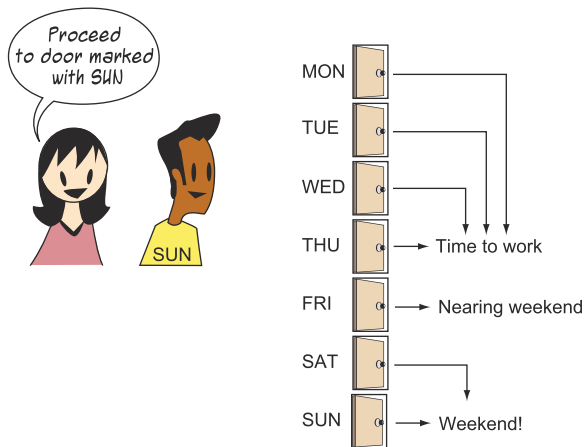 Proceed
to door marked
with SUN
SUN
MON
TUE
WED
THU
Time to work
FRI
Nearing weekend
SAT
SUN
Weekend!